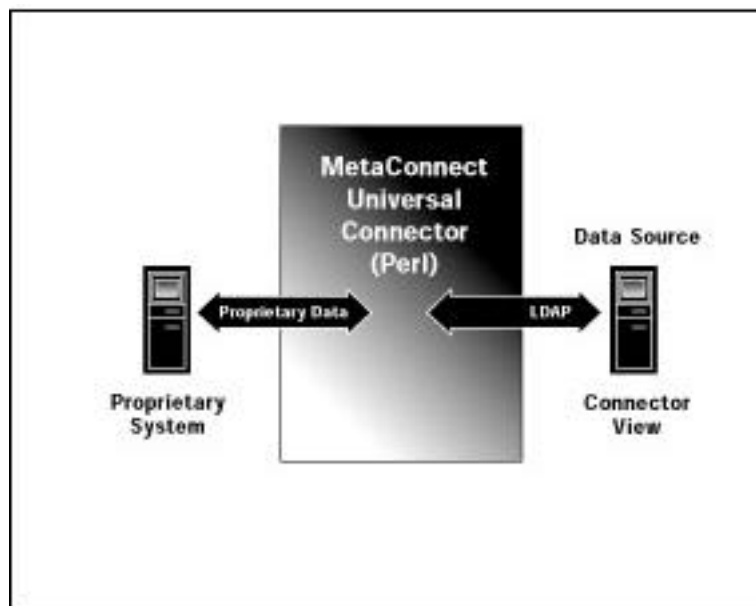 MetaConnect
Universal
Connector
(Perl)
Data Source
Proprietary Data
LDAP
Proprietary
System
Connector
View